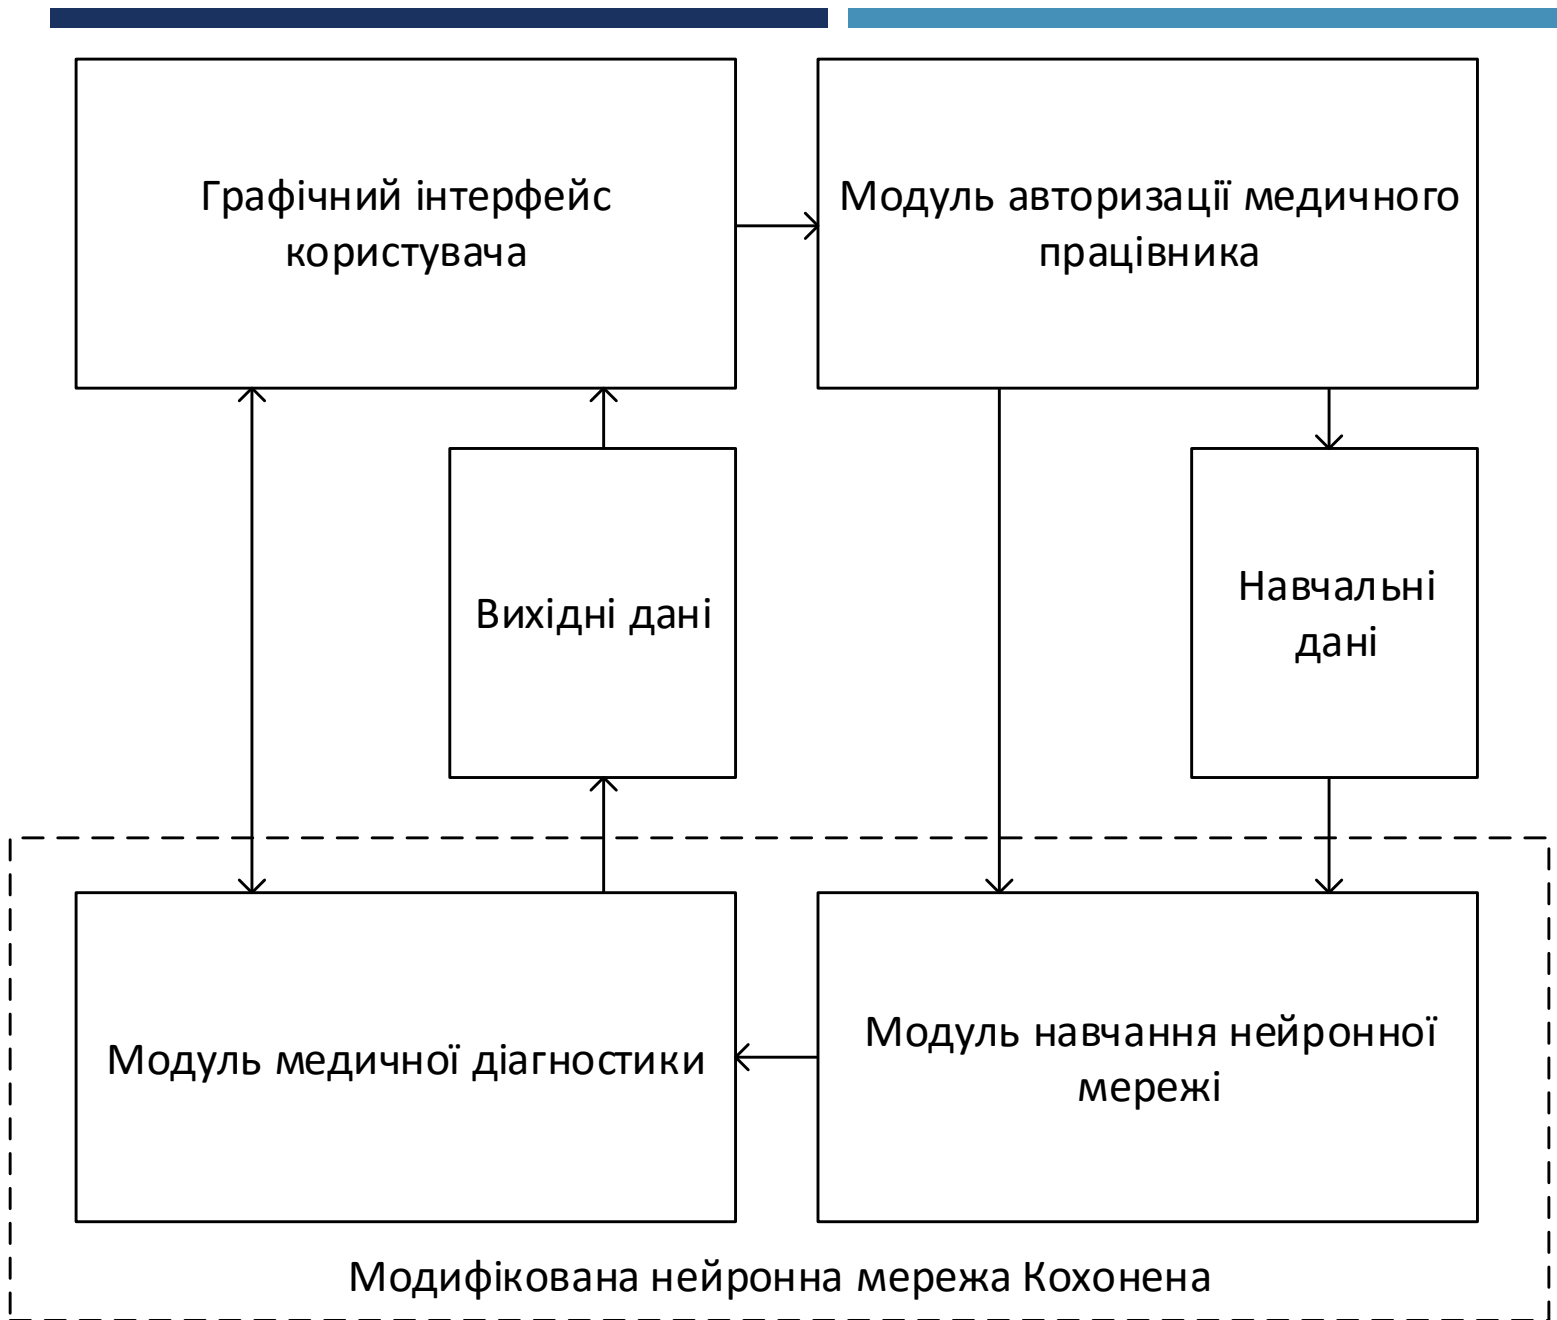 Графічний інтерфейс
користувача
Модуль авторизації медичного
працівника
Вихідні дані
Навчальні
дані
Модуль медичної діагностики
Модуль навчання нейронної
мережі
Модифікована нейронна мережа Кохонена